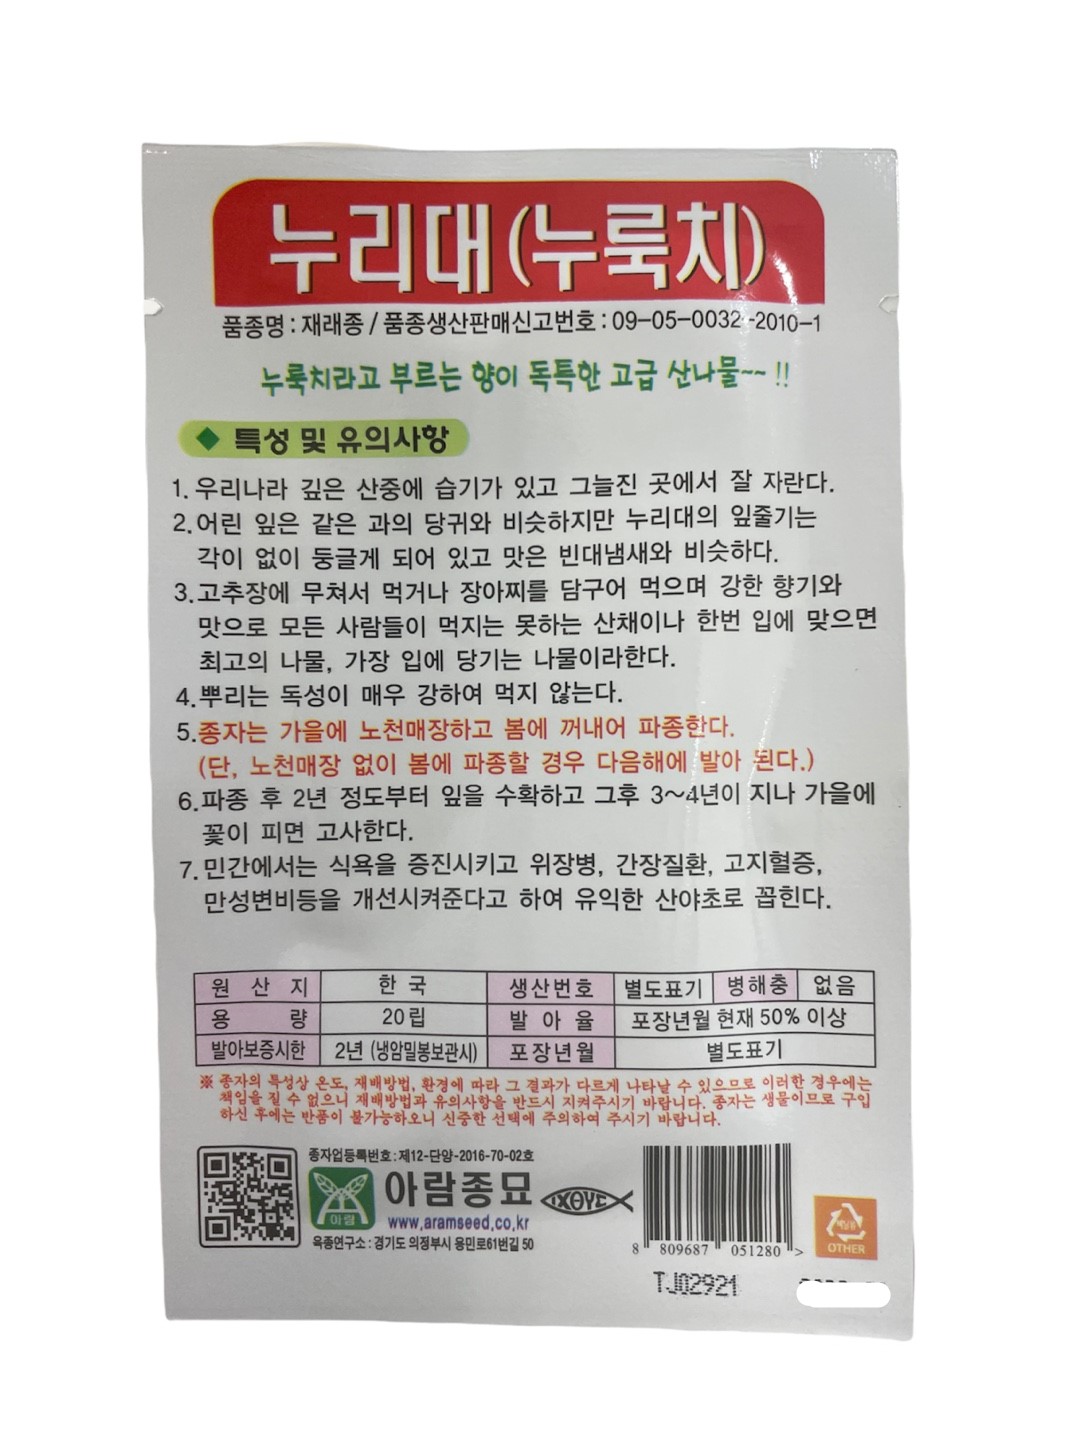 누리대(누룩치)
품종명 : 재래종 / 품종생산판매신고번호 : 09-05-0032-2010-1
누룩치라고 부르는 향이 독특한 고급 산나물~~ !!
◆ 특성 및 유의사항
1. 우리나라 깊은 산중에 습기가 있고 그늘진 곳에서 잘 자란다.
2. 어린 잎은 같은 과의 당귀와 비슷하지만 누리대의 잎줄기는
각이 없이 둥글게 되어 있고 맛은 빈대냄새와 비슷하다.
3. 고추장에 무쳐서 먹거나 장아찌를 담구어 먹으며 강한 향기와
맛으로 모든 사람들이 먹지는 못하는 산채이나 한번 입에 맞으면
최고의 나물, 가장 입에 당기는 나물이라한다.
4. 뿌리는 독성이 매우 강하여 먹지 않는다.
5. 종자는 가을에 노천매장하고 봄에 꺼내어 파종한다.
(단, 노천매장 없이 봄에 파종할 경우 다음해에 발아 된다.)
6. 파종 후 2년 정도부터 잎을 수확하고 그후 3~4년이 지나 가을에
꽃이 피면 고사한다.
7. 민간에서는 식욕을 증진시키고 위장병, 간장질환, 고지혈증,
만성변비등을 개선시켜준다고 하여 유익한 산야초로 꼽힌다.
원 산 지 한 국 생산번호 별도표기 병해충 없음
용 량 20립 발 아 율 포장년월 현재 50% 이상
발아보증시한 2년 (냉암밀봉보관시) 포장년월 별도표기
※ 종자의 특성상 온도, 재배방법, 환경에 따라 그 결과가 다르게 나타날 수 있으므로 이러한 경우에는
책임을 질 수 없으니 재배방법과 유의사항을 반드시 지켜주시기 바랍니다. 종자는 생물이므로 구입
하신 후에는 반품이 불가능하오니 신중한 선택에 주의하여 주시기 바랍니다.
종자업등록번호 : 제12-단양-2016-70-02호
아람
아람종묘 ΙΧΘΥΣ
www.aramseed.co.kr
육종연구소 : 경기도 의정부시 용민로61번길 50
8 809687 051280 >
OTHER
TJ02921